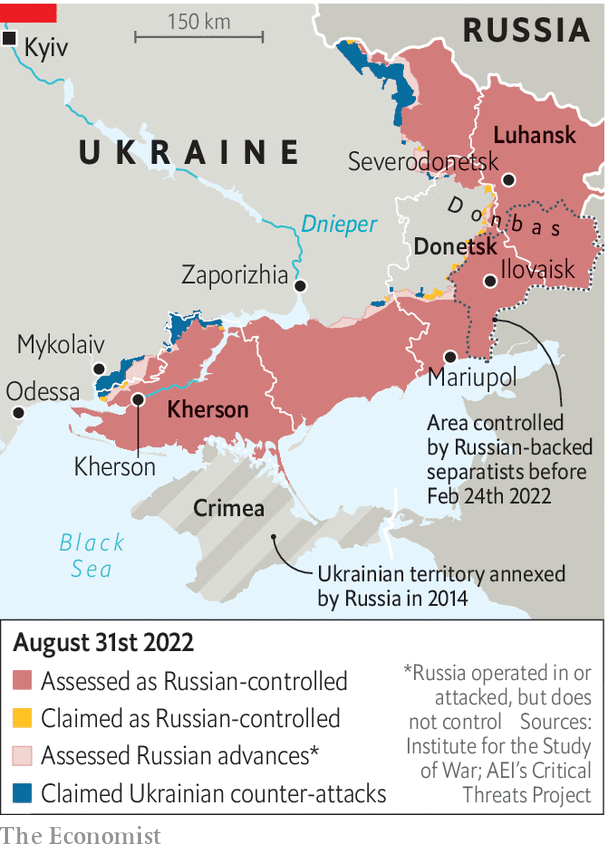 150 km
RUSSIA
Kyiv
UKRAINE
Luhansk
Severodonetsk
Donbas
Dnieper
Donetsk
Zaporizhia
Ilovaisk
Mykolaiv
Odessa
Mariupol
Kherson
Kherson
Area controlled
by Russian-backed
separatists before
Feb 24th 2022
Crimea
Black
Sea
Ukrainian territory annexed
by Russia in 2014
August 31st 2022
Assessed as Russian-controlled
Claimed as Russian-controlled
Assessed Russian advances*
Claimed Ukrainian counter-attacks
*Russia operated in or
attacked, but does
not control Sources:
Institute for the Study
of War; AEI's Critical
Threats Project
The Economist